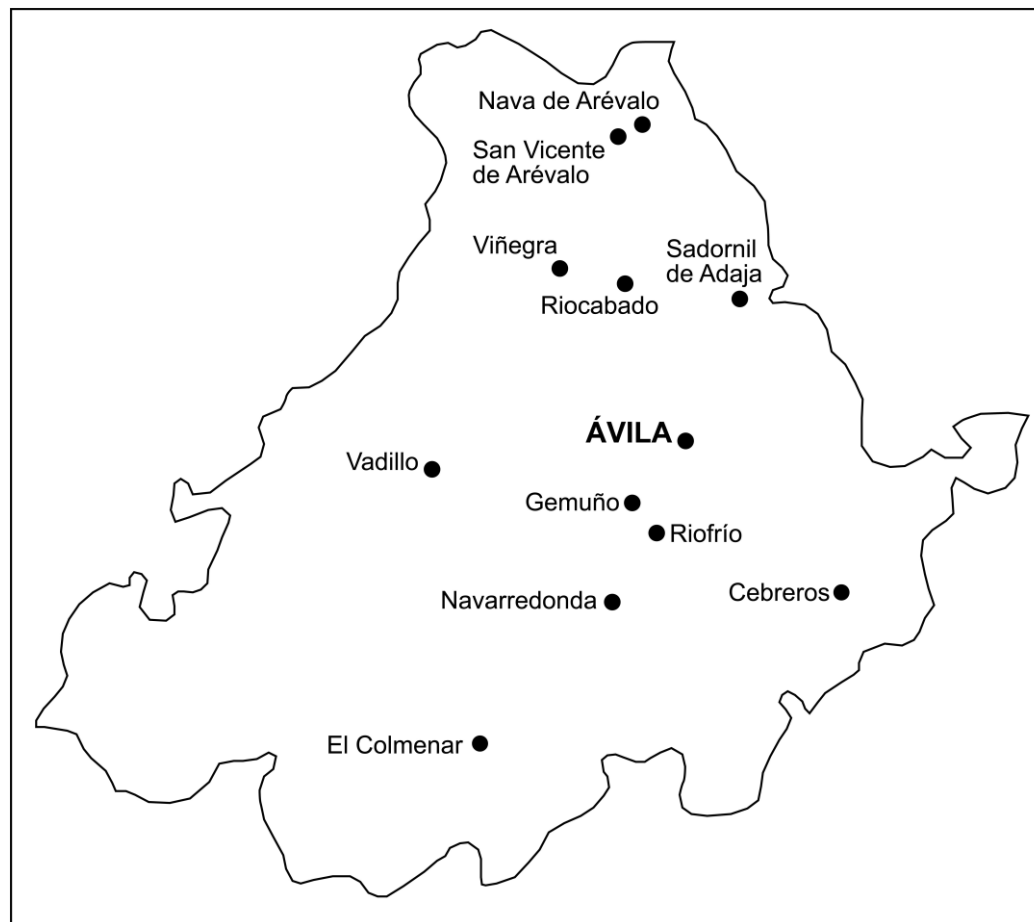 Nava de Arévalo
San Vicente
de Arévalo
Viñegra
Sadornil
de Adaja
Riocabado
ÁVILA
Vadillo
Gemuño
Riofrío
Navarredonda
Cebreros
El Colmenar